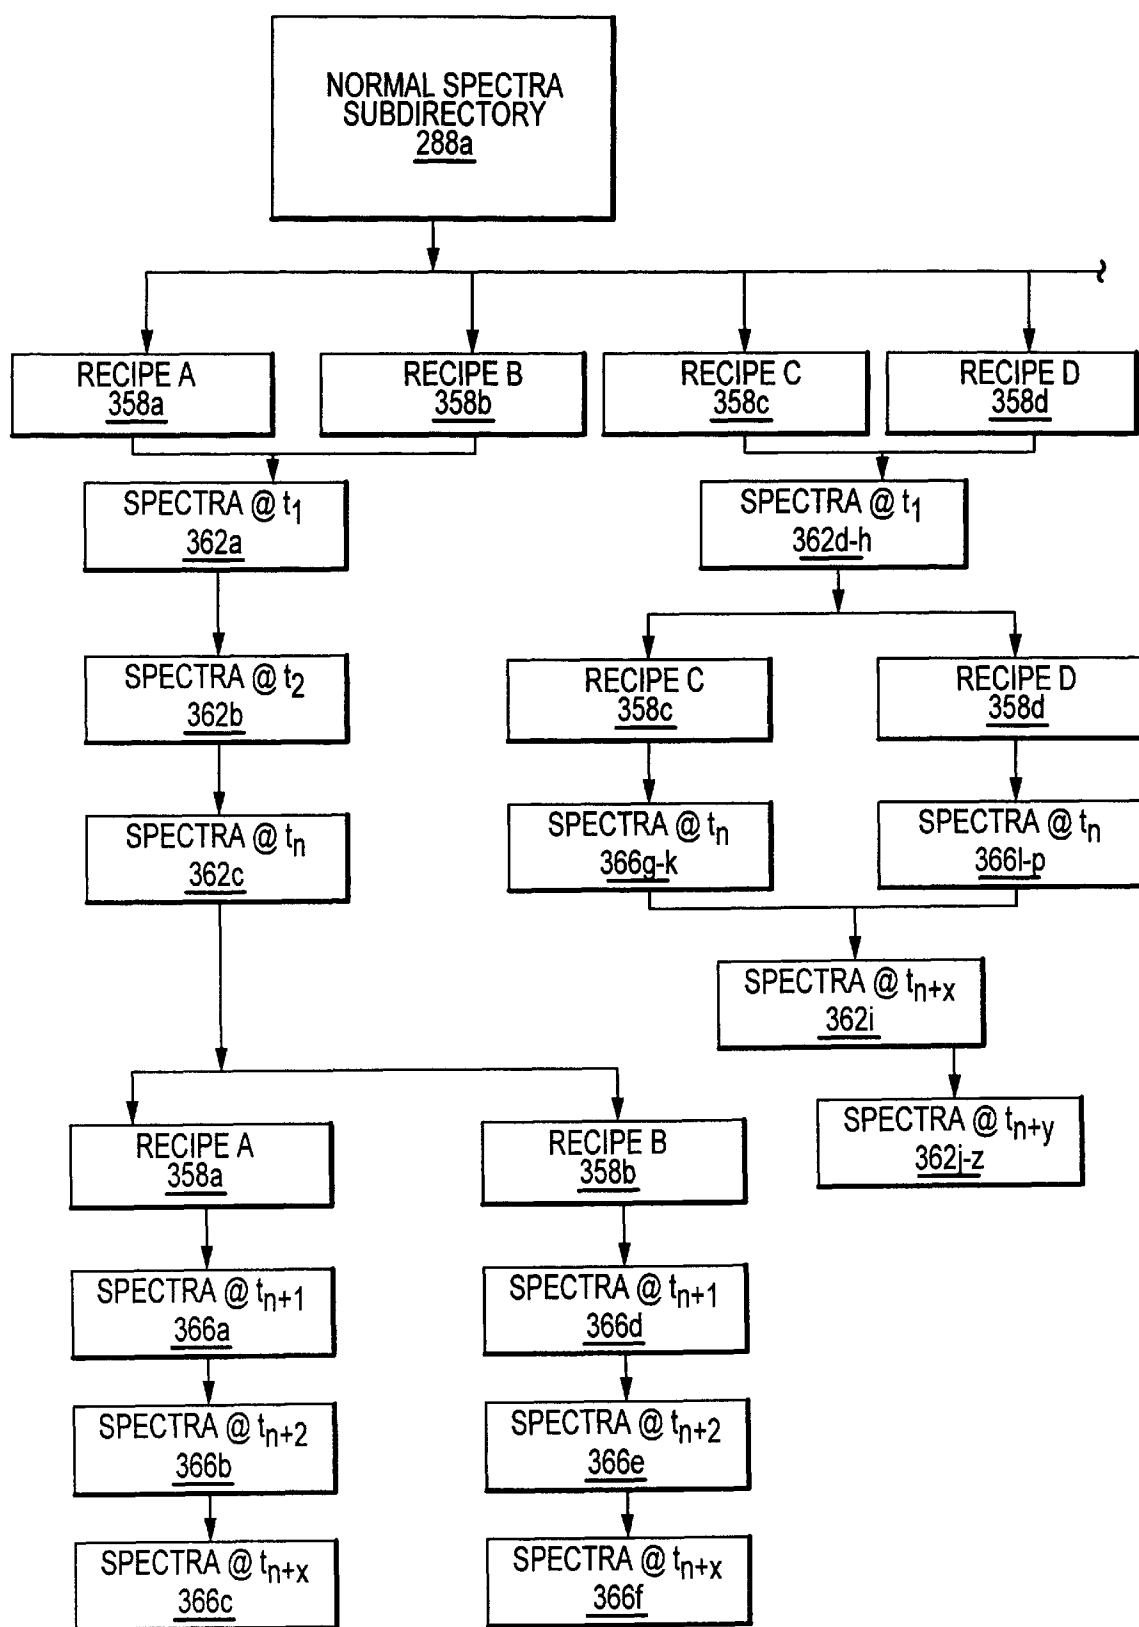 NORMAL SPECTRA
SUBDIRECTORY
288a
RECIPE A
358a
RECIPE B
358b
RECIPE C
358c
RECIPE D
358d
SPECTRA @ t1
362a
SPECTRA @ t1
362d-h
SPECTRA @ t2
362b
RECIPE C
358c
RECIPE D
358d
SPECTRA @ tn
362c
SPECTRA @ tn
366g-k
SPECTRA @ tn
366l-p
SPECTRA @ tn+x
362i
SPECTRA @ tn+y
362j-z
RECIPE A
358a
RECIPE B
358b
SPECTRA @ tn+1
366a
SPECTRA @ tn+1
366d
SPECTRA @ tn+2
366b
SPECTRA @ tn+2
366e
SPECTRA @ tn+x
366c
SPECTRA @ tn+x
366f